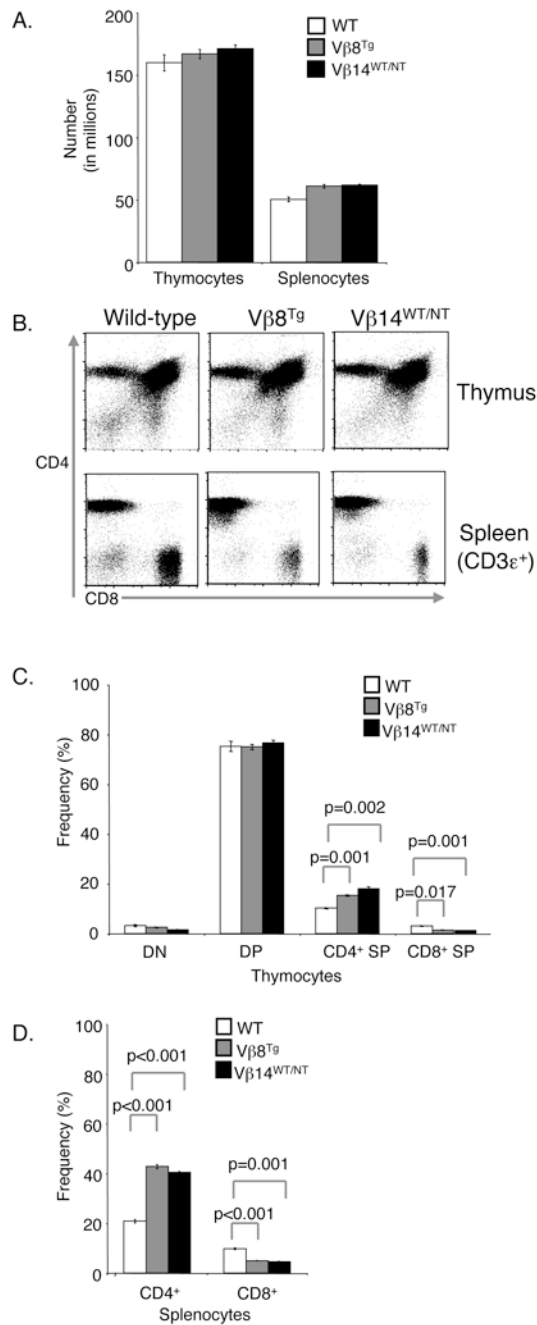 A.
WT
Vβ8Tg
Vβ14WT/NT
Number
(in millions)
200
150
100
50
0
Thymocytes Splenocytes
B.
Wild-type Vβ8Tg Vβ14WT/NT
Thymus
CD4
Spleen
(CD3ε+)
CD8
C.
WT
Vβ8Tg
Vβ14WT/NT
Frequency (%)
100
80
60
40
20
0
p=0.002
p=0.001
p=0.001
p=0.017
DN DP CD4+ SP CD8+ SP
Thymocytes
D.
WT
Vβ8Tg
Vβ14WT/NT
Frequency (%)
100
80
60
40
20
0
p<0.001
p<0.001
p=0.001
p<0.001
CD4+ CD8+
Splenocytes